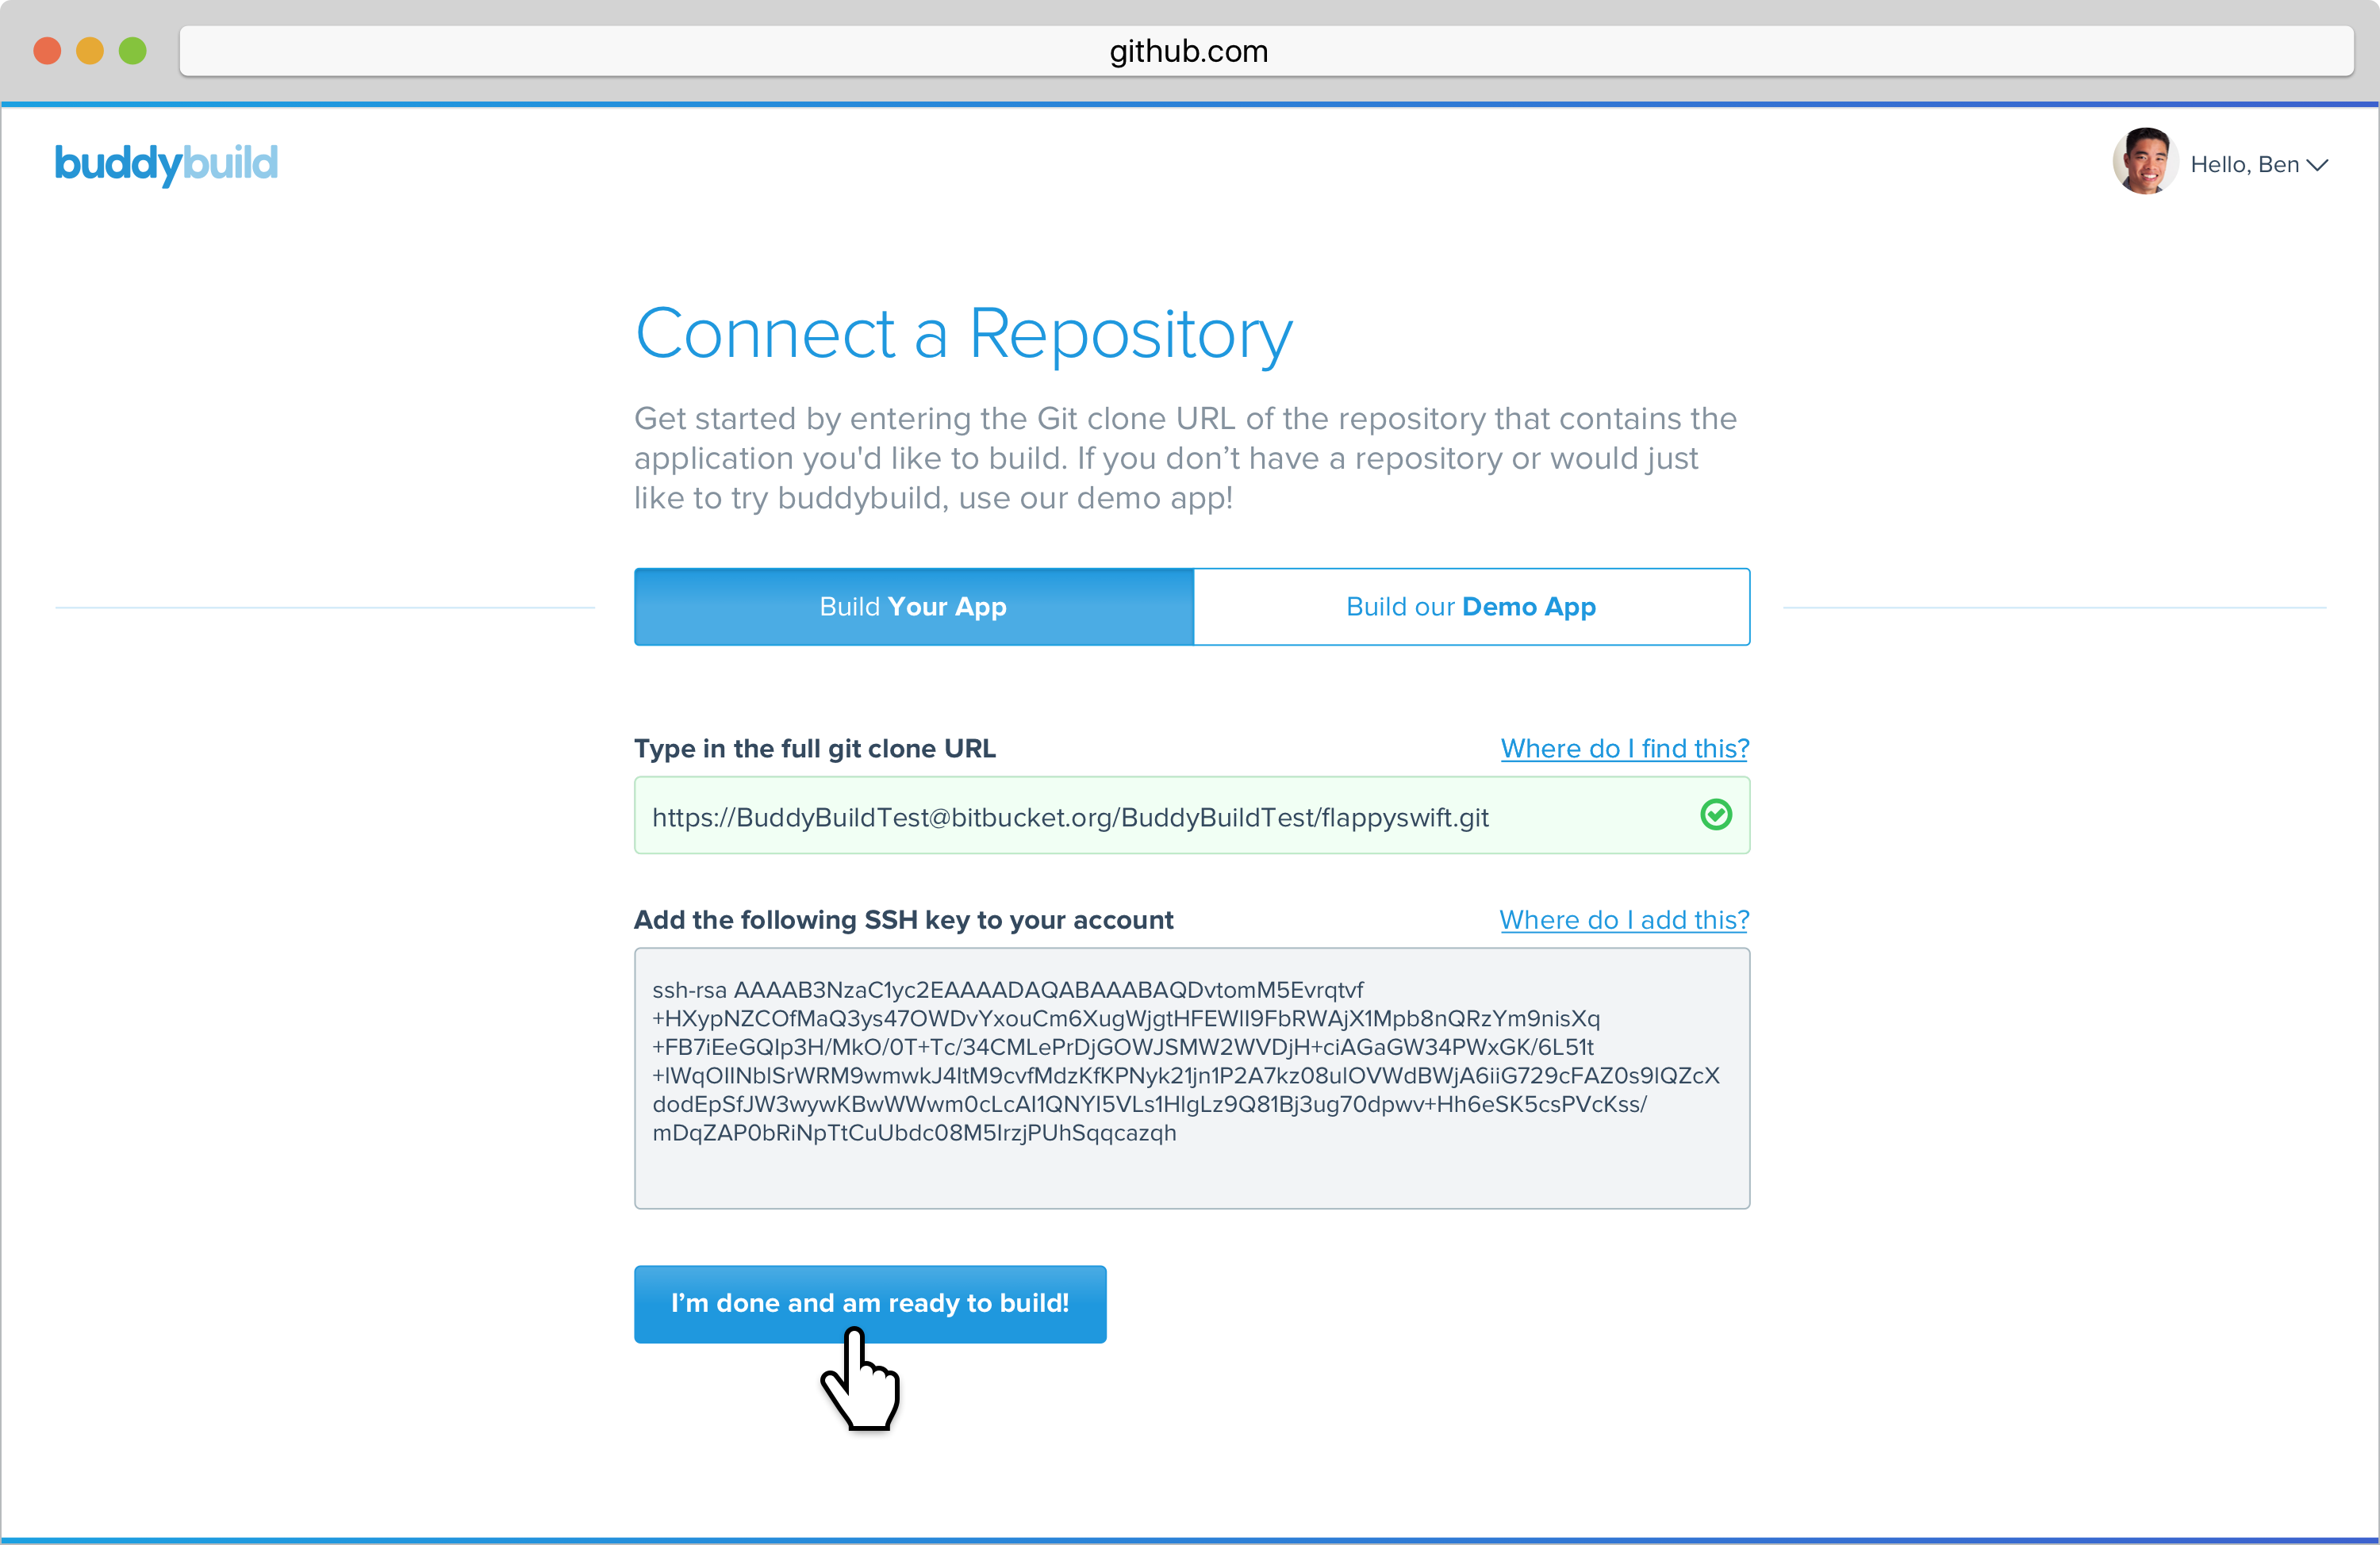 github.com
buddybuild
Hello, Ben
Connect a Repository
Get started by entering the Git clone URL of the repository that contains the
application you'd like to build. If you don’t have a repository or would just
like to try buddybuild, use our demo app!
Build Your App
Build our Demo App
Type in the full git clone URL
Where do I find this?
https://BuddyBuildTest@bitbucket.org/BuddyBuildTest/flappyswift.git
Add the following SSH key to your account
Where do I add this?
ssh-rsa AAAAB3NzaC1yc2EAAAADAQABAAABAQDvtomM5Evrqtvf
+HXypNZCOfMaQ3ys47OWDvYxouCm6XugWjgtHFEWlI9FbRWAjX1Mpb8nQRzYm9nisXq
+FB7iEeGQIp3H/MkO/0T+Tc/34CMLePrDjGOWJSMW2WVDjH+ciAGaGW34PWxGK/6L51t
+lWqOIINblSrWRM9wmwkJ4ItM9cvfMdzKfKPNyk21jn1P2A7kz08ulOVWdBWjA6iiG729cFAZ0s9lQZcX
dodEpSfJW3wywKBwWWwm0cLcAl1QNYI5VLs1HlgLz9Q81Bj3ug70dpwv+Hh6eSK5csPVcKss/
mDqZAP0bRiNpTtCuUbdc08M5IrzjPUhSqqcazqh
I’m done and am ready to build!